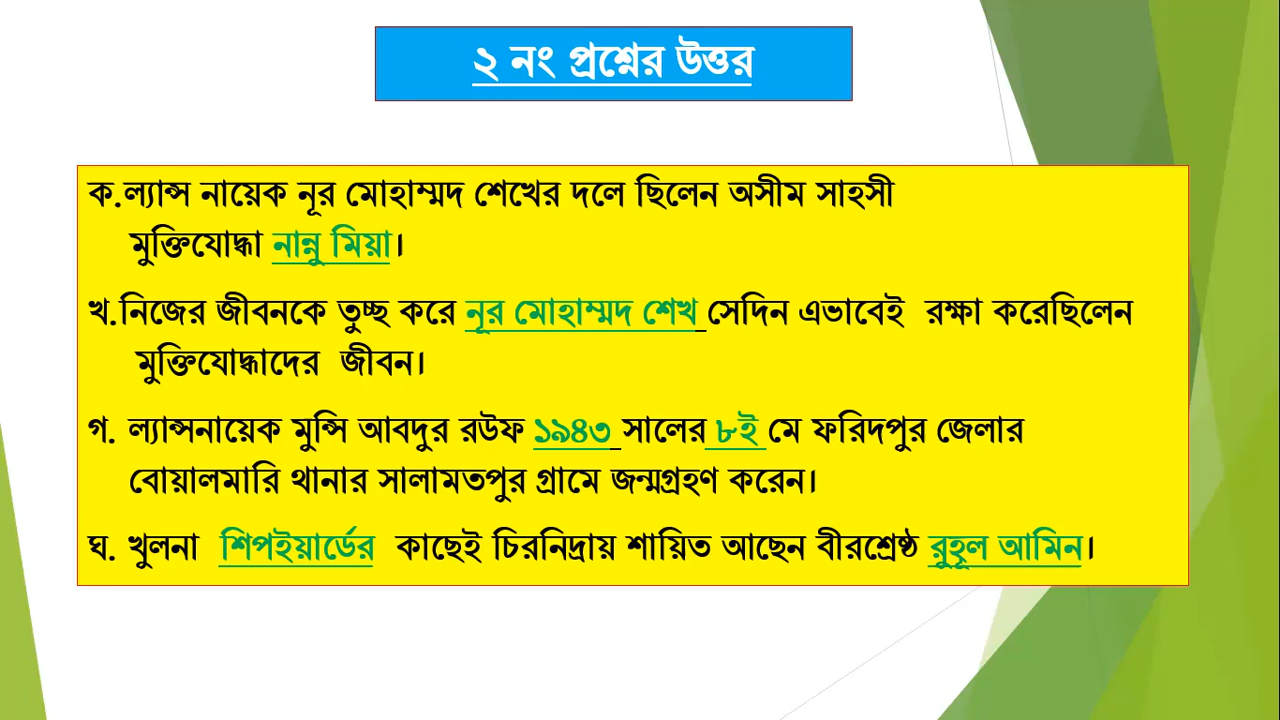 ২ নং প্রশ্নের উত্তর
ক.ল্যান্স নায়েক নূর মোহাম্মদ শেখের দলে ছিলেন অসীম সাহসী
মুক্তিযোদ্ধা নান্নু মিয়া।
খ.নিজের জীবনকে তুচ্ছ করে নূর মোহাম্মদ শেখ সেদিন এভাবেই রক্ষা করেছিলেন
মুক্তিযোদ্ধাদের জীবন।
গ. ল্যান্সনায়েক মুন্সি আবদুর রউফ ১৯৪৩ সালের ৮ই মে ফরিদপুর জেলার
বোয়ালমারি থানার সালামতপুর গ্রামে জন্মগ্রহণ করেন।
ঘ. খুলনা শিপইয়ার্ডের কাছেই চিরনিদ্রায় শায়িত আছেন বীরশ্রেষ্ঠ রুহূল আমিন।